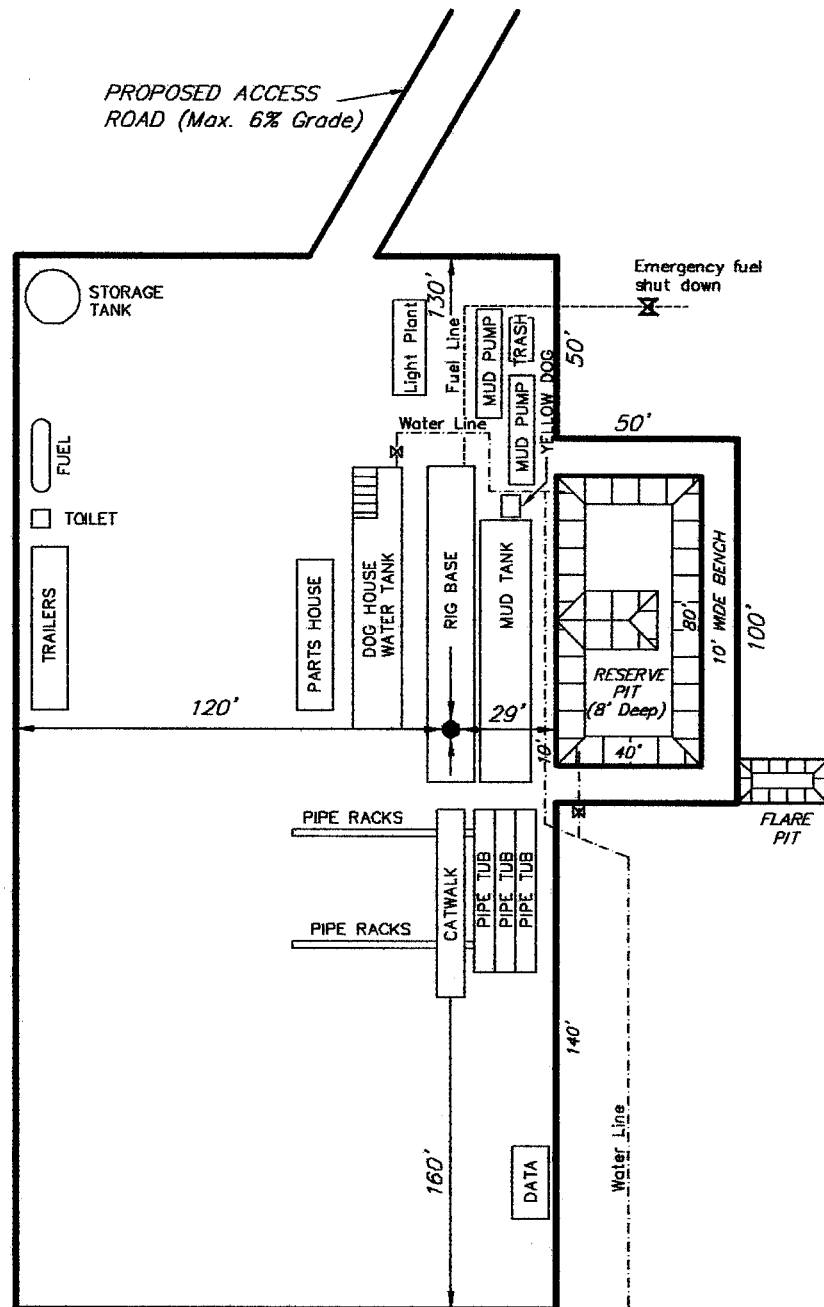 PROPOSED ACCESS
ROAD (Max. 6% Grade)
STORAGE
TANK
130'
Light Plant
Fuel Line
MUD PUMP
TRASH
Emergency fuel
shut down
50'
MUD PUMP
YELLOW DOG
50'
Water Line
FUEL
TOILET
TRAILERS
PARTS HOUSE
DOG HOUSE
WATER TANK
RIG BASE
MUD TANK
80'
10' WIDE BENCH
100'
RESERVE
PIT
(8' Deep)
120'
29'
10'
40'
FLARE
PIT
PIPE RACKS
CATWALK
PIPE TUB
PIPE TUB
PIPE TUB
PIPE RACKS
140'
160'
DATA
Water Line